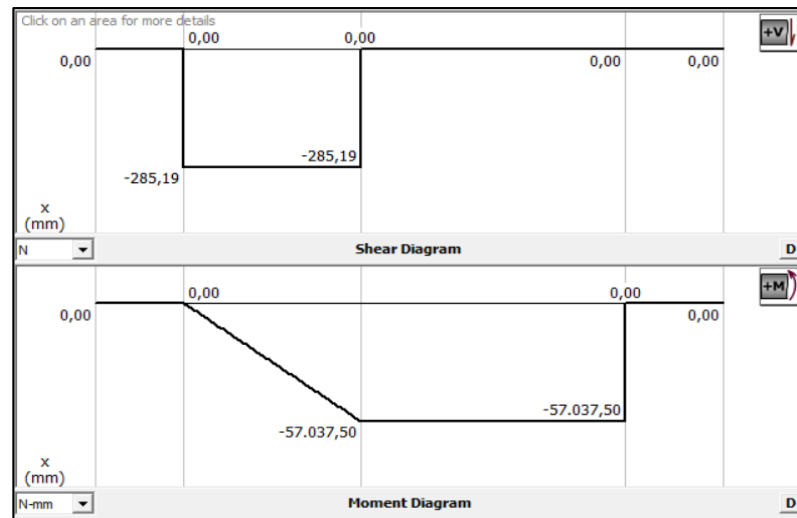 Click on an area for more details
+V
0,00 0,00
0,00 0,00 0,00
-285,19
-285,19
x
(mm)
N Shear Diagram D
+M
0,00 0,00
0,00 0,00
-57.037,50
-57.037,50
x
(mm)
N-mm Moment Diagram D